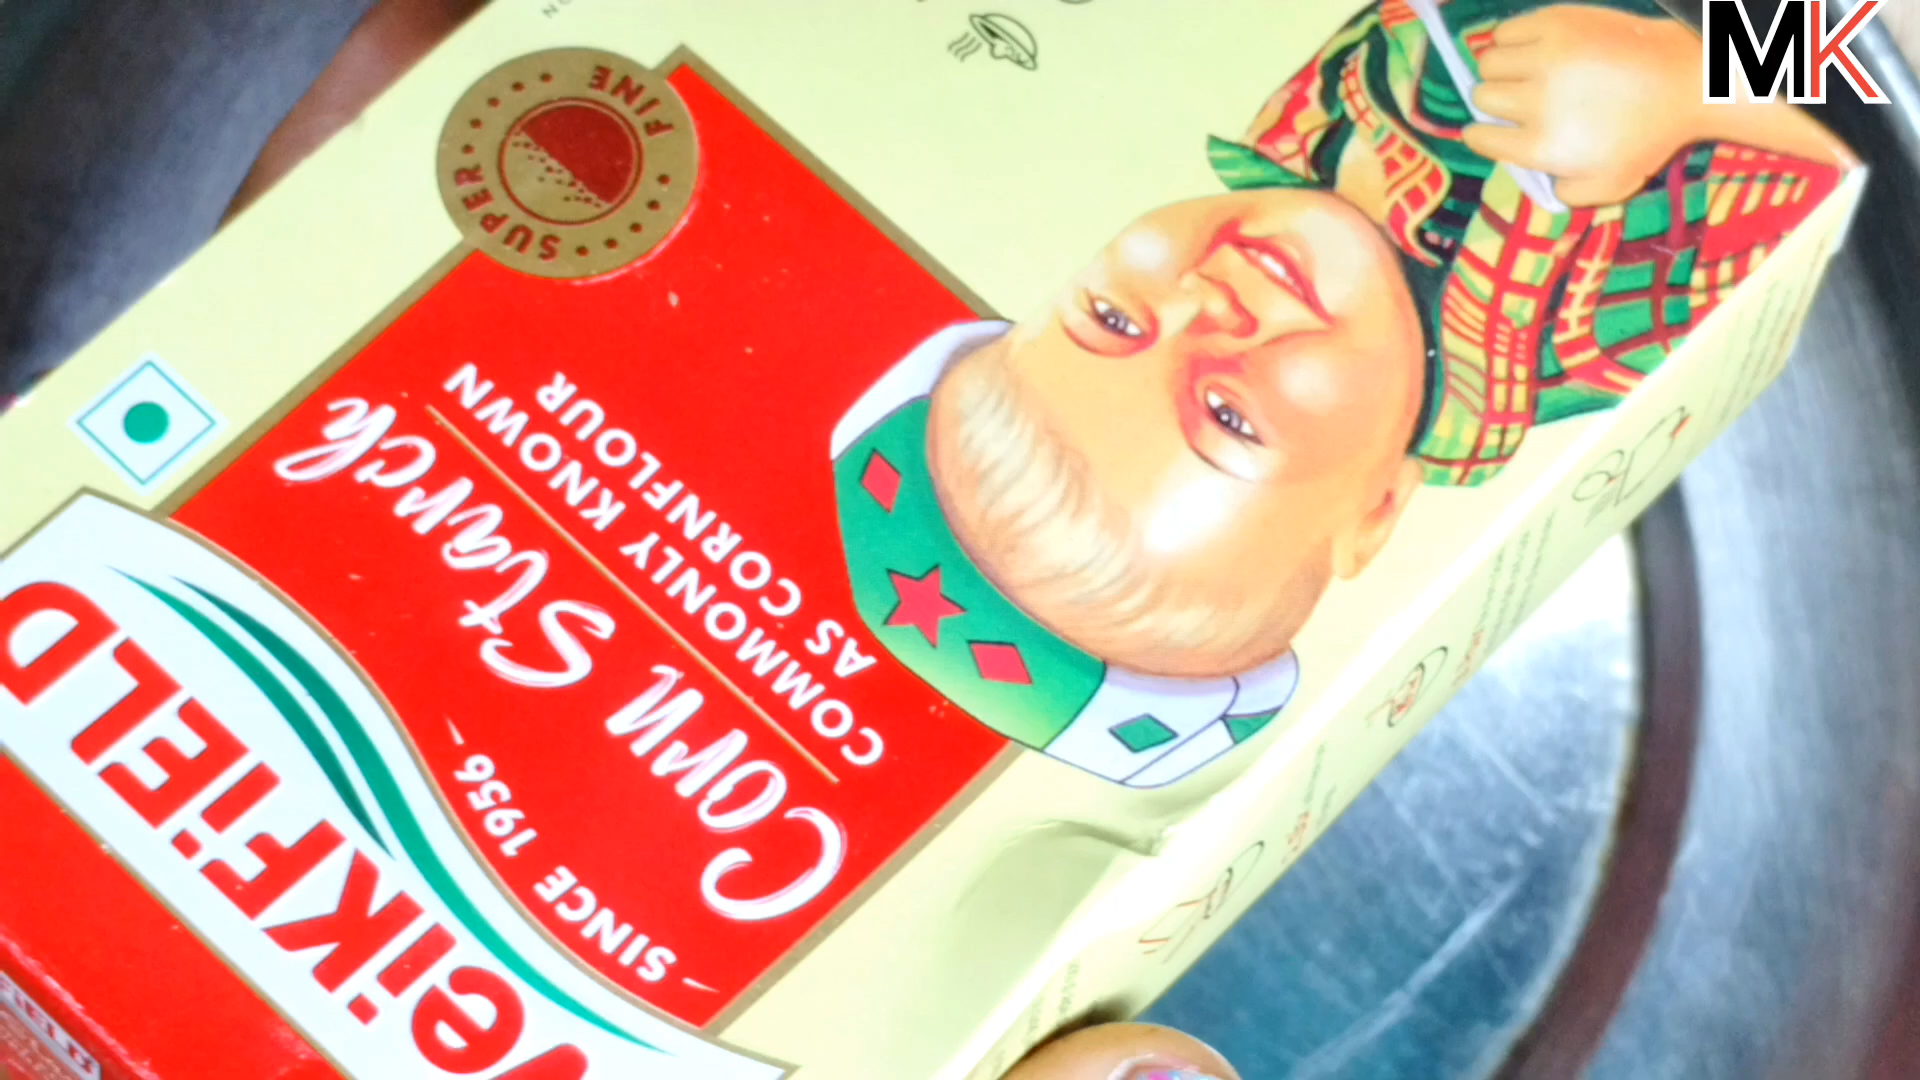 MK
weikFiELD
– SINCE 1956 –
Corn Starch
COMMONLY KNOWN
AS CORNFLOUR
SUPER FINE